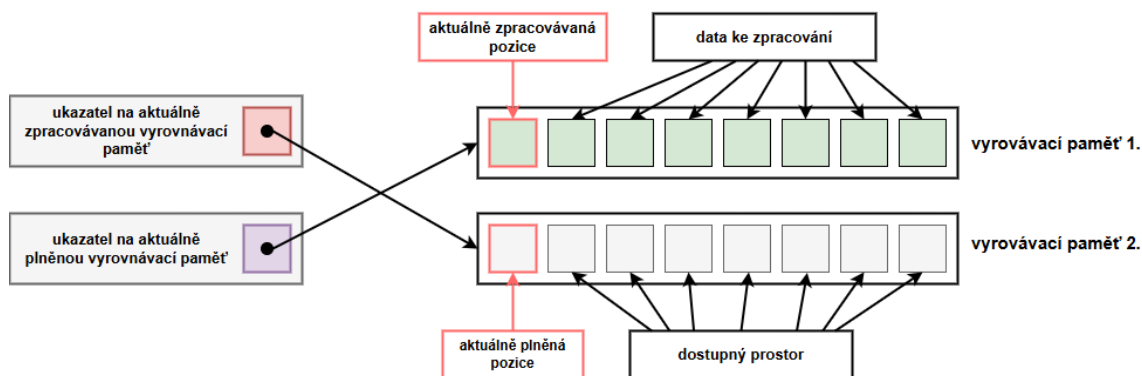 aktuálně zpracovávaná
pozice
data ke zpracování
ukazatel na aktuálně
zpracovávanou vyrovnávací
paměť
vyrovávací paměť 1.
ukazatel na aktuálně
plněnou vyrovnávací paměť
vyrovávací paměť 2.
aktuálně plněná
pozice
dostupný prostor